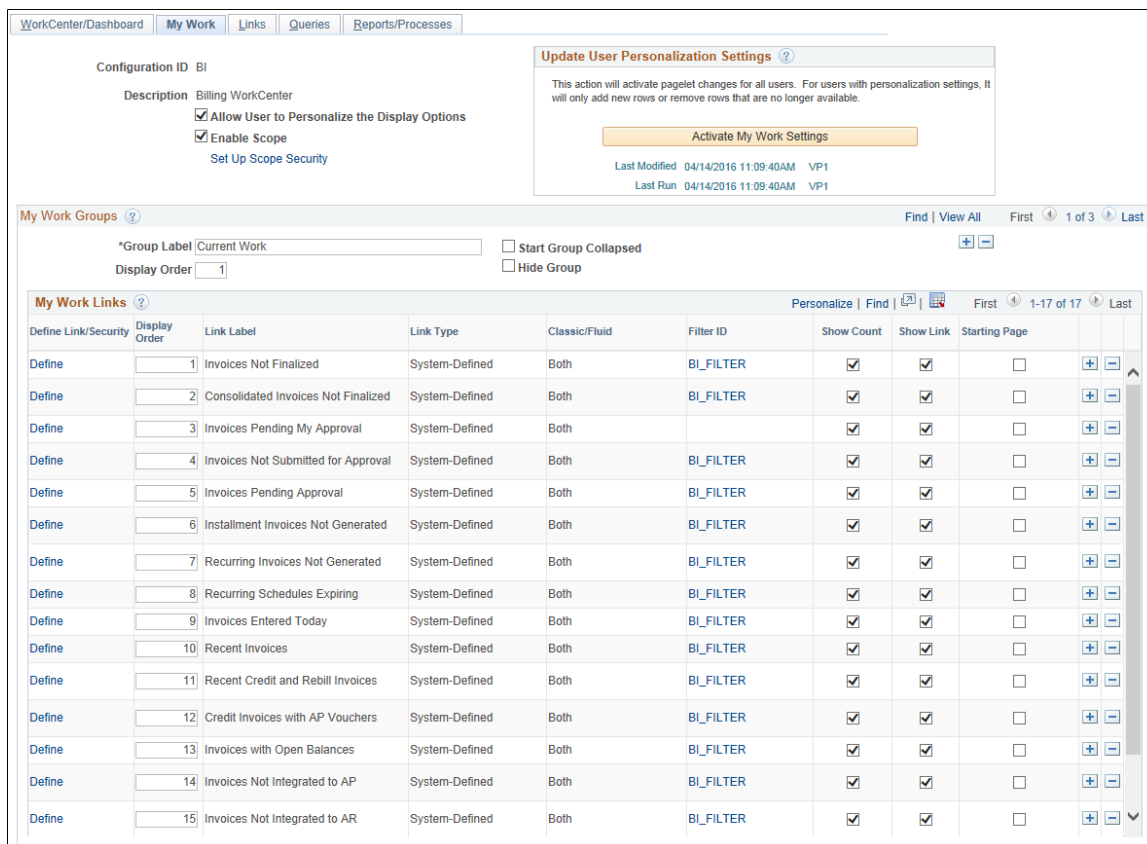 WorkCenter/Dashboard My Work Links Queries Reports/Processes
Configuration ID BI
Description Billing WorkCenter
Allow User to Personalize the Display Options
Enable Scope
Set Up Scope Security
Update User Personalization Settings ?
This action will activate pagelet changes for all users. For users with personalization settings, It
will only add new rows or remove rows that are no longer available.
Activate My Work Settings
Last Modified 04/14/2016 11:09:40AM VP1
Last Run 04/14/2016 11:09:40AM VP1
My Work Groups ? Find | View All First 1 of 3 Last
*Group Label Current Work Start Group Collapsed + -
Display Order 1 Hide Group
My Work Links ? Personalize | Find | | First 1-17 of 17 Last
Define Link/Security Display Order Link Label Link Type Classic/Fluid Filter ID Show Count Show Link Starting Page
Define 1 Invoices Not Finalized System-Defined Both BI_FILTER + -
Define 2 Consolidated Invoices Not Finalized System-Defined Both BI_FILTER + -
Define 3 Invoices Pending My Approval System-Defined Both + -
Define 4 Invoices Not Submitted for Approval System-Defined Both BI_FILTER + -
Define 5 Invoices Pending Approval System-Defined Both BI_FILTER + -
Define 6 Installment Invoices Not Generated System-Defined Both BI_FILTER + -
Define 7 Recurring Invoices Not Generated System-Defined Both BI_FILTER + -
Define 8 Recurring Schedules Expiring System-Defined Both BI_FILTER + -
Define 9 Invoices Entered Today System-Defined Both BI_FILTER + -
Define 10 Recent Invoices System-Defined Both BI_FILTER + -
Define 11 Recent Credit and Rebill Invoices System-Defined Both BI_FILTER + -
Define 12 Credit Invoices with AP Vouchers System-Defined Both BI_FILTER + -
Define 13 Invoices with Open Balances System-Defined Both BI_FILTER + -
Define 14 Invoices Not Integrated to AP System-Defined Both BI_FILTER + -
Define 15 Invoices Not Integrated to AR System-Defined Both BI_FILTER + -